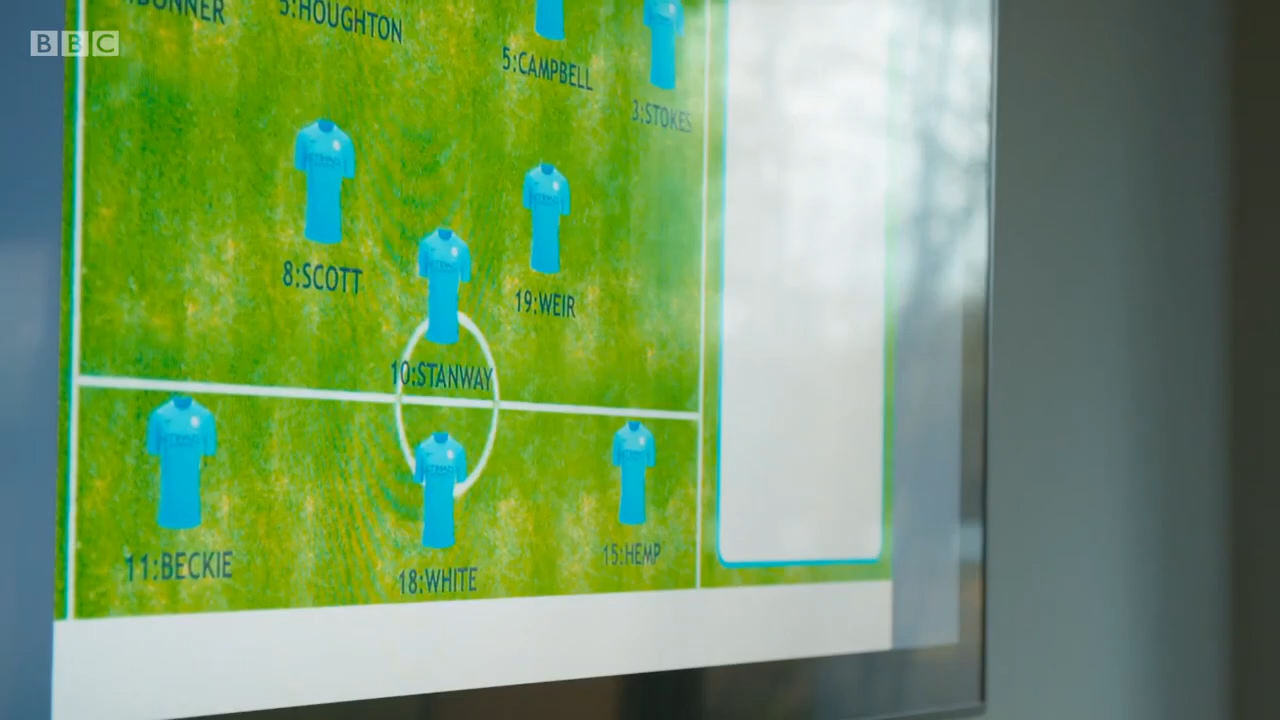 BBC
BONNER
5:HOUGHTON
5:CAMPBELL
3:STOKES
8:SCOTT
19:WEIR
10:STANWAY
11:BECKIE
18:WHITE
15:HEMP